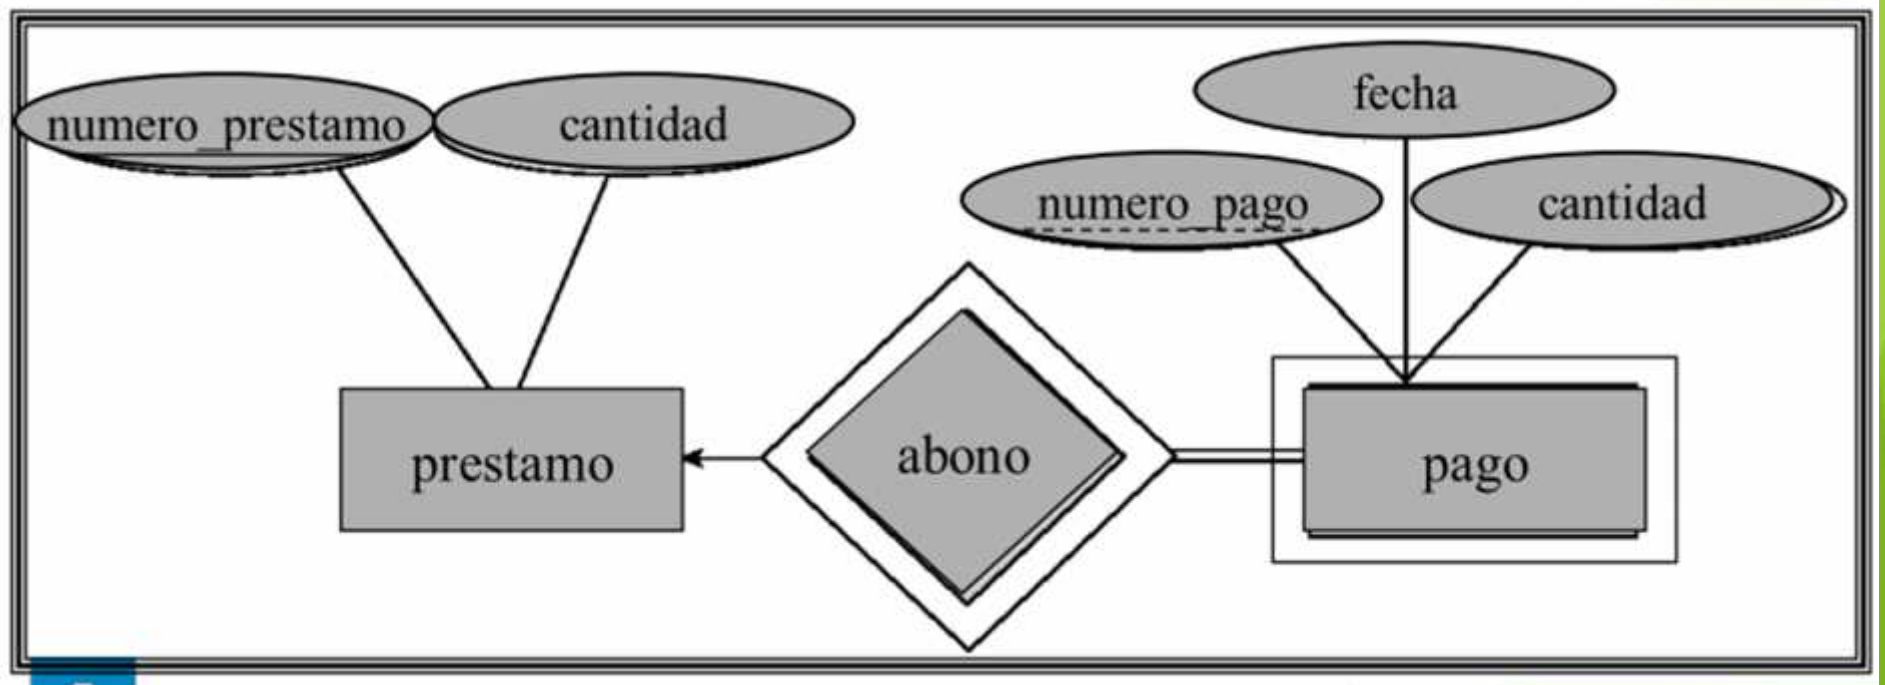 fecha
numero_prestamo
cantidad
numero_pago
cantidad
prestamo
abono
pago